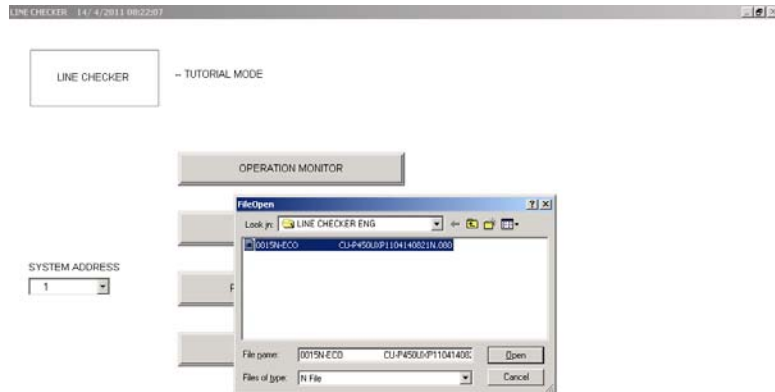 LINE CHECKER 14/ 4/2011 08:22:07
LINE CHECKER
-- TUTORIAL MODE
OPERATION MONITOR
FileOpen
Look in: LINE CHECKER ENG
0015N-ECO CU-P450UXP1104140821N.000
SYSTEM ADDRESS
1
File name: 0015N-ECO CU-P450UXP11041408
Open
Files of type: N File
Cancel